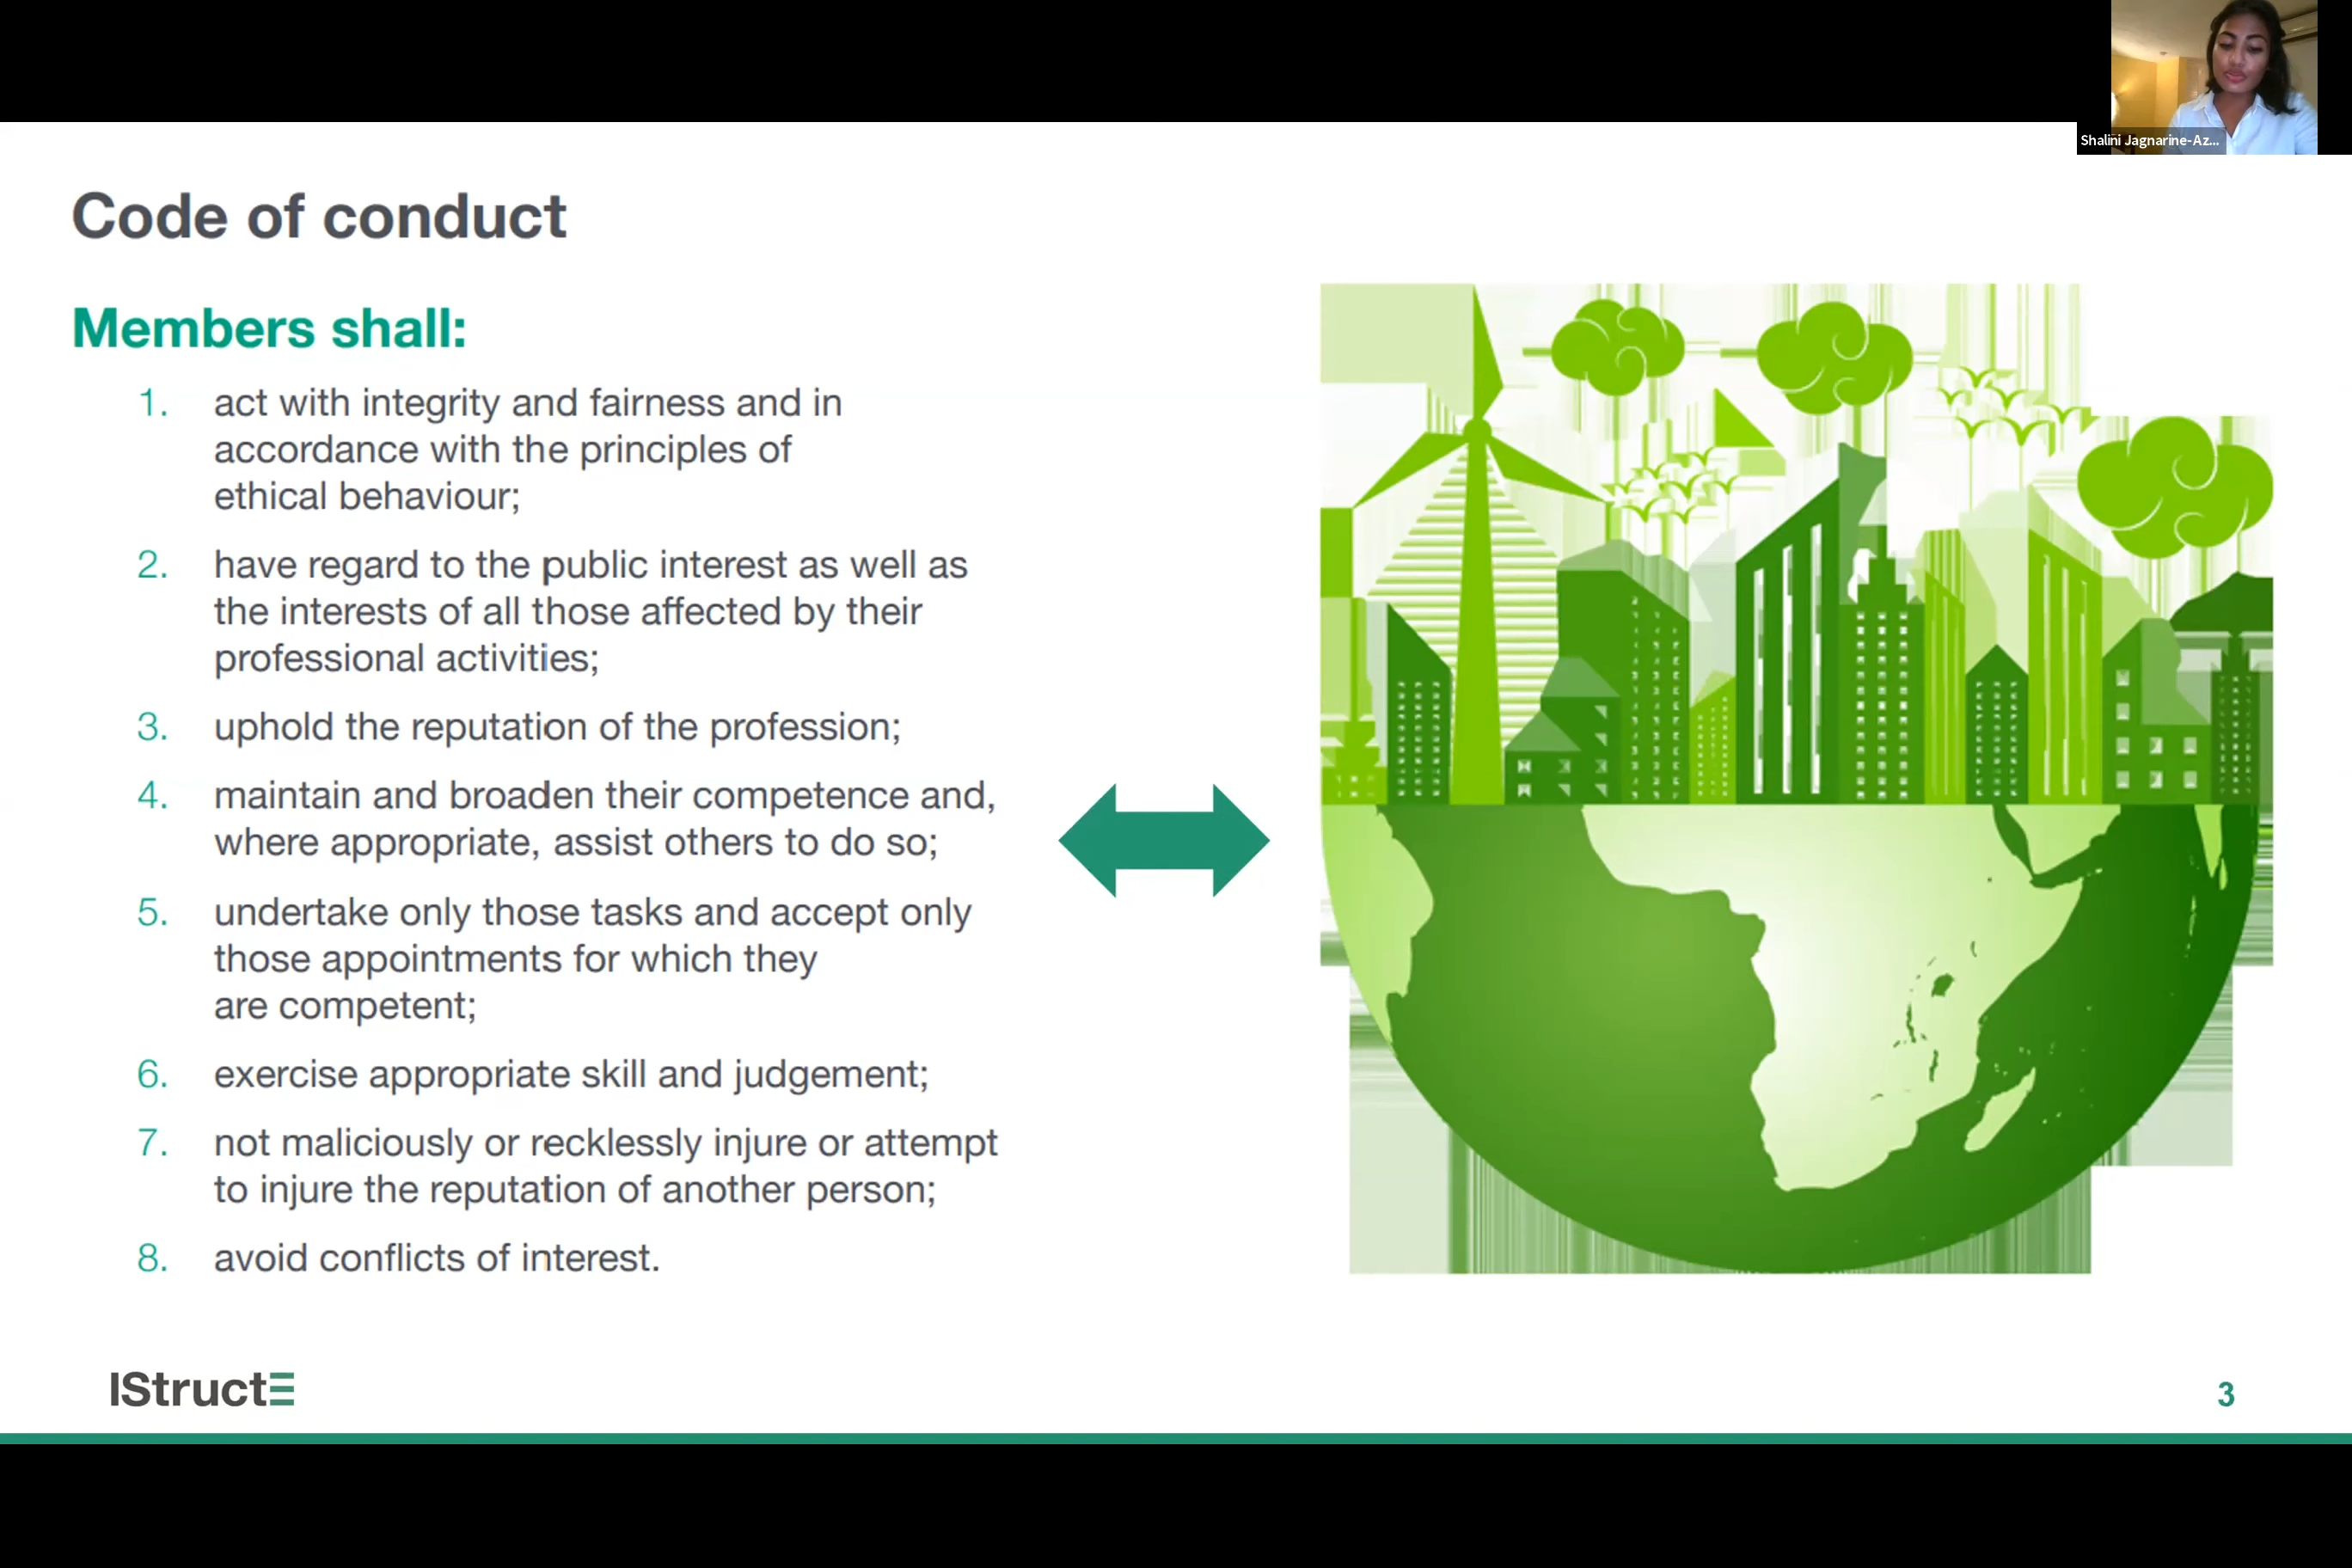 Shalini Jagnarine-Az...
Code of conduct
Members shall:
1. act with integrity and fairness and in
accordance with the principles of
ethical behaviour;
2. have regard to the public interest as well as
the interests of all those affected by their
professional activities;
3. uphold the reputation of the profession;
4. maintain and broaden their competence and,
where appropriate, assist others to do so;
5. undertake only those tasks and accept only
those appointments for which they
are competent;
6. exercise appropriate skill and judgement;
7. not maliciously or recklessly injure or attempt
to injure the reputation of another person;
8. avoid conflicts of interest.
IStructE
3